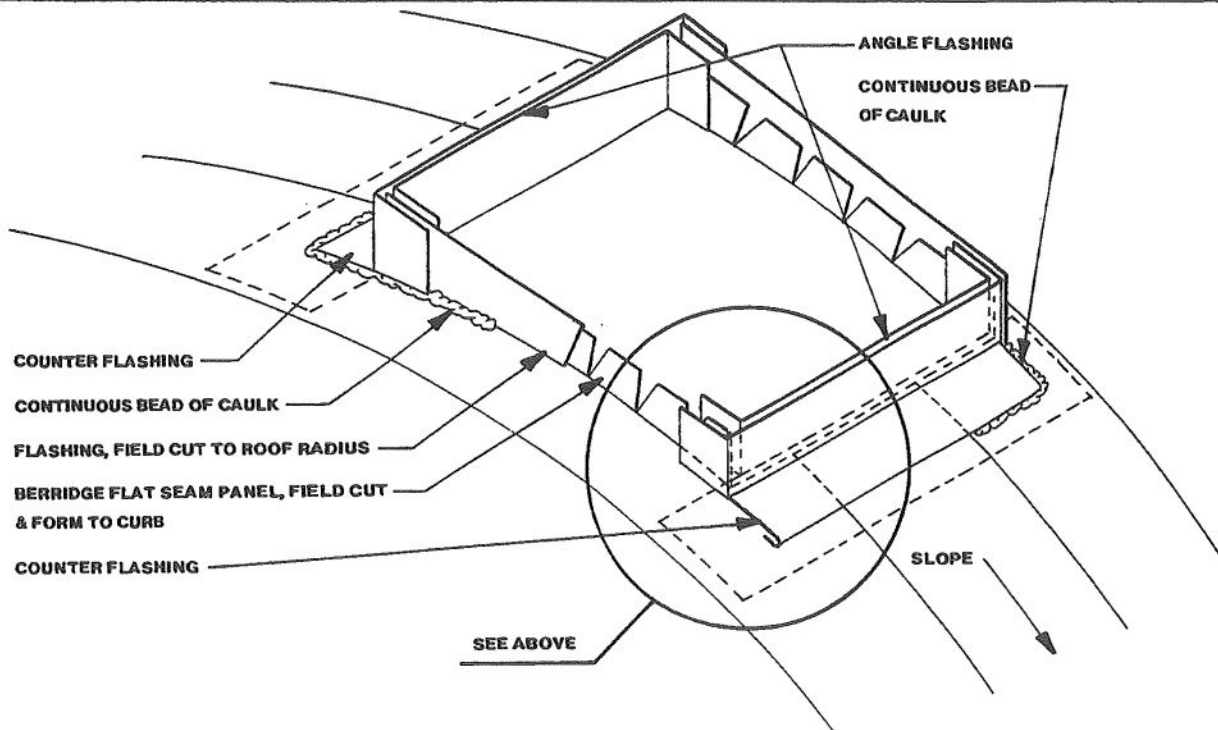 ANGLE FLASHING
CONTINUOUS BEAD
OF CAULK
COUNTER FLASHING
CONTINUOUS BEAD OF CAULK
FLASHING, FIELD CUT TO ROOF RADIUS
BERRIDGE FLAT SEAM PANEL, FIELD CUT
& FORM TO CURB
COUNTER FLASHING
SLOPE
SEE ABOVE